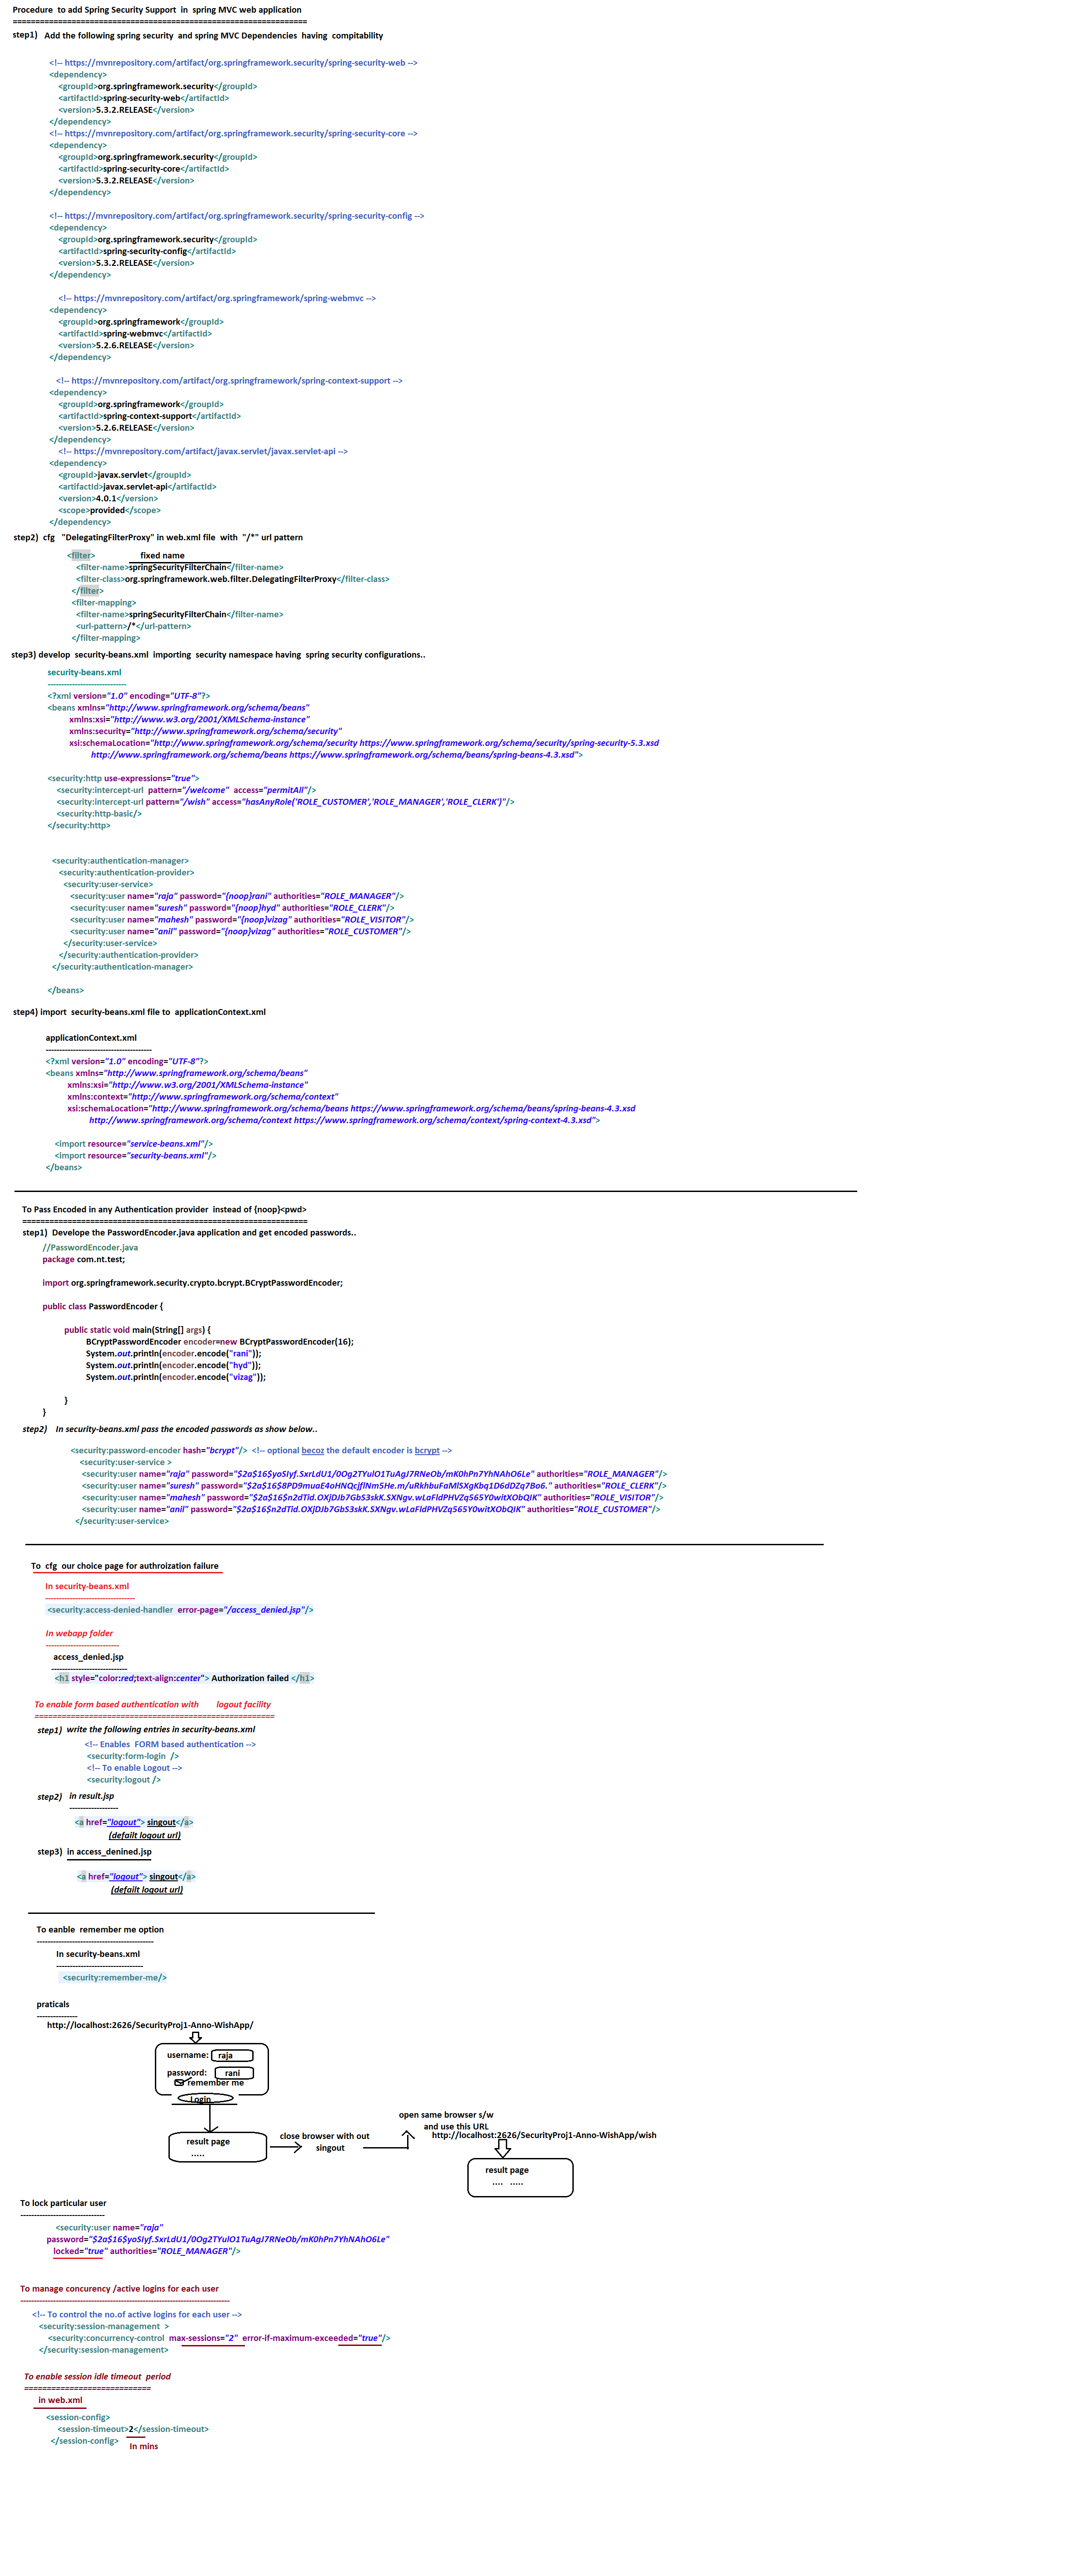 Procedure to add Spring Security Support in spring MVC web application
================================================================
step1) Add the following spring security and spring MVC Dependencies having compitability
<!-- https://mvnrepository.com/artifact/org.springframework.security/spring-security-web -->
<dependency>
<groupId>org.springframework.security</groupId>
<artifactId>spring-security-web</artifactId>
<version>5.3.2.RELEASE</version>
</dependency>
<!-- https://mvnrepository.com/artifact/org.springframework.security/spring-security-core -->
<dependency>
<groupId>org.springframework.security</groupId>
<artifactId>spring-security-core</artifactId>
<version>5.3.2.RELEASE</version>
</dependency>
<!-- https://mvnrepository.com/artifact/org.springframework.security/spring-security-config -->
<dependency>
<groupId>org.springframework.security</groupId>
<artifactId>spring-security-config</artifactId>
<version>5.3.2.RELEASE</version>
</dependency>
<!-- https://mvnrepository.com/artifact/org.springframework/spring-webmvc -->
<dependency>
<groupId>org.springframework</groupId>
<artifactId>spring-webmvc</artifactId>
<version>5.2.6.RELEASE</version>
</dependency>
<!-- https://mvnrepository.com/artifact/org.springframework/spring-context-support -->
<dependency>
<groupId>org.springframework</groupId>
<artifactId>spring-context-support</artifactId>
<version>5.2.6.RELEASE</version>
</dependency>
<!-- https://mvnrepository.com/artifact/javax.servlet/javax.servlet-api -->
<dependency>
<groupId>javax.servlet</groupId>
<artifactId>javax.servlet-api</artifactId>
<version>4.0.1</version>
<scope>provided</scope>
</dependency>
step2) cfg "DelegatingFilterProxy" in web.xml file with "/*" url pattern
<filter> fixed name
<filter-name>springSecurityFilterChain</filter-name>
<filter-class>org.springframework.web.filter.DelegatingFilterProxy</filter-class>
</filter>
<filter-mapping>
<filter-name>springSecurityFilterChain</filter-name>
<url-pattern>/*</url-pattern>
</filter-mapping>
step3) develop security-beans.xml importing security namespace having spring security configurations..
security-beans.xml
----------------------------
<?xml version="1.0" encoding="UTF-8"?>
<beans xmlns="http://www.springframework.org/schema/beans"
xmlns:xsi="http://www.w3.org/2001/XMLSchema-instance"
xmlns:security="http://www.springframework.org/schema/security"
xsi:schemaLocation="http://www.springframework.org/schema/security https://www.springframework.org/schema/security/spring-security-5.3.xsd
http://www.springframework.org/schema/beans https://www.springframework.org/schema/beans/spring-beans-4.3.xsd">
<security:http use-expressions="true">
<security:intercept-url pattern="/welcome" access="permitAll"/>
<security:intercept-url pattern="/wish" access="hasAnyRole('ROLE_CUSTOMER','ROLE_MANAGER','ROLE_CLERK')"/>
<security:http-basic/>
</security:http>
<security:authentication-manager>
<security:authentication-provider>
<security:user-service>
<security:user name="raja" password="{noop}rani" authorities="ROLE_MANAGER"/>
<security:user name="suresh" password="{noop}hyd" authorities="ROLE_CLERK"/>
<security:user name="mahesh" password="{noop}vizag" authorities="ROLE_VISITOR"/>
<security:user name="anil" password="{noop}vizag" authorities="ROLE_CUSTOMER"/>
</security:user-service>
</security:authentication-provider>
</security:authentication-manager>
</beans>
step4) import security-beans.xml file to applicationContext.xml
applicationContext.xml
--------------------------------------
<?xml version="1.0" encoding="UTF-8"?>
<beans xmlns="http://www.springframework.org/schema/beans"
xmlns:xsi="http://www.w3.org/2001/XMLSchema-instance"
xmlns:context="http://www.springframework.org/schema/context"
xsi:schemaLocation="http://www.springframework.org/schema/beans https://www.springframework.org/schema/beans/spring-beans-4.3.xsd
http://www.springframework.org/schema/context https://www.springframework.org/schema/context/spring-context-4.3.xsd">
<import resource="service-beans.xml"/>
<import resource="security-beans.xml"/>
</beans>
To Pass Encoded in any Authentication provider instead of {noop}<pwd>
==============================================================
step1) Develope the PasswordEncoder.java application and get encoded passwords..
//PasswordEncoder.java
package com.nt.test;
import org.springframework.security.crypto.bcrypt.BCryptPasswordEncoder;
public class PasswordEncoder {
public static void main(String[] args) {
BCryptPasswordEncoder encoder=new BCryptPasswordEncoder(16);
System.out.println(encoder.encode("rani"));
System.out.println(encoder.encode("hyd"));
System.out.println(encoder.encode("vizag"));
}
}
step2) In security-beans.xml pass the encoded passwords as show below..
<security:password-encoder hash="bcrypt"/> <!-- optional becoz the default encoder is bcrypt -->
<security:user-service >
<security:user name="raja" password="$2a$16$yoSIyf.SxrLdU1/0Og2TYulO1TuAgJ7RNeOb/mK0hPn7YhNAhO6Le" authorities="ROLE_MANAGER"/>
<security:user name="suresh" password="$2a$16$8PD9muaE4oHNQcjflNm5He.m/uRkhbuFaMlSXgKbq1D6dDZq7Bo6." authorities="ROLE_CLERK"/>
<security:user name="mahesh" password="$2a$16$n2dTid.OXjDJb7GbS3skK.SXNgv.wLaFldPHVZq565Y0witXObQIK" authorities="ROLE_VISITOR"/>
<security:user name="anil" password="$2a$16$n2dTid.OXjDJb7GbS3skK.SXNgv.wLaFldPHVZq565Y0witXObQIK" authorities="ROLE_CUSTOMER"/>
</security:user-service>
To cfg our choice page for authroization failure
In security-beans.xml
--------------------------------
<security:access-denied-handler error-page="/access_denied.jsp"/>
In webapp folder
--------------------------
access_denied.jsp
---------------------------
<h1 style="color:red;text-align:center"> Authorization failed </h1>
To enable form based authentication with logout facility
====================================================
step1) write the following entries in security-beans.xml
<!-- Enables FORM based authentication -->
<security:form-login />
<!-- To enable Logout -->
<security:logout />
step2) in result.jsp
-----------------
<a href="logout"> singout</a>
(defailt logout url)
step3) in access_denined.jsp
<a href="logout"> singout</a>
(defailt logout url)
To eanble remember me option
------------------------------------------
In security-beans.xml
-------------------------------
<security:remember-me/>
praticals
--------------
http://localhost:2626/SecurityProj1-Anno-WishApp/
username: raja
password: rani
remember me
Login
open same browser s/w
and use this URL
http://localhost:2626/SecurityProj1-Anno-WishApp/wish
close browser with out
singout
result page
.....
result page
.... .....
To lock particular user
------------------------------
<security:user name="raja"
password="$2a$16$yoSIyf.SxrLdU1/0Og2TYulO1TuAgJ7RNeOb/mK0hPn7YhNAhO6Le"
locked="true" authorities="ROLE_MANAGER"/>
To manage concurency /active logins for each user
---------------------------------------------------------------------------
<!-- To control the no.of active logins for each user -->
<security:session-management >
<security:concurrency-control max-sessions="2" error-if-maximum-exceeded="true"/>
</security:session-management>
To enable session idle timeout period
============================
in web.xml
<session-config>
<session-timeout>2</session-timeout>
</session-config>
In mins